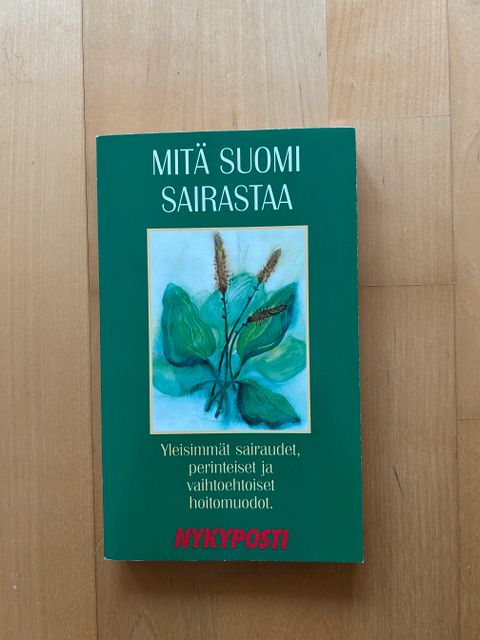 MITÄ SUOMI
SAIRASTAA
Yleisimmät sairaudet,
perinteiset ja
vaihtoehtoiset
hoitomuodot.
NYKYPOSTI